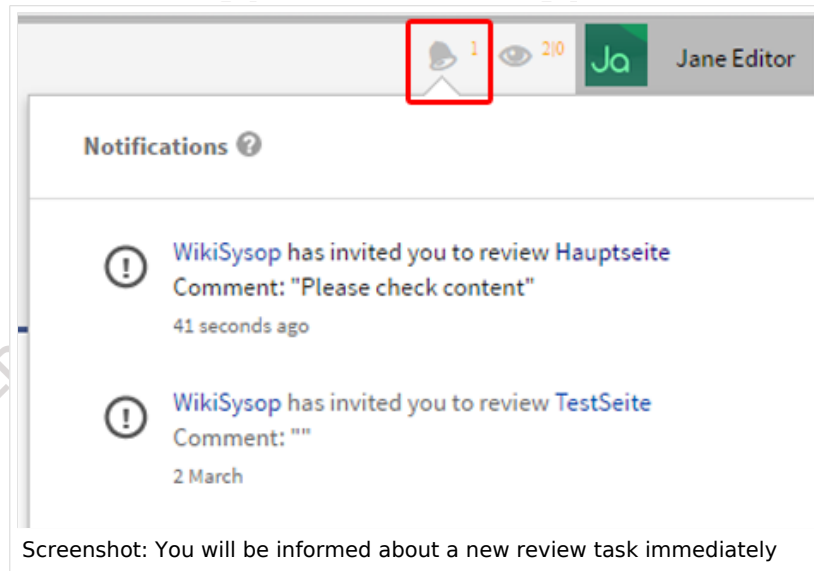 1 2|0 Ja Jane Editor
Notifications ?
! WikiSysop has invited you to review Hauptseite
Comment: "Please check content"
41 seconds ago
! WikiSysop has invited you to review TestSeite
Comment: ""
2 March
Screenshot: You will be informed about a new review task immediately